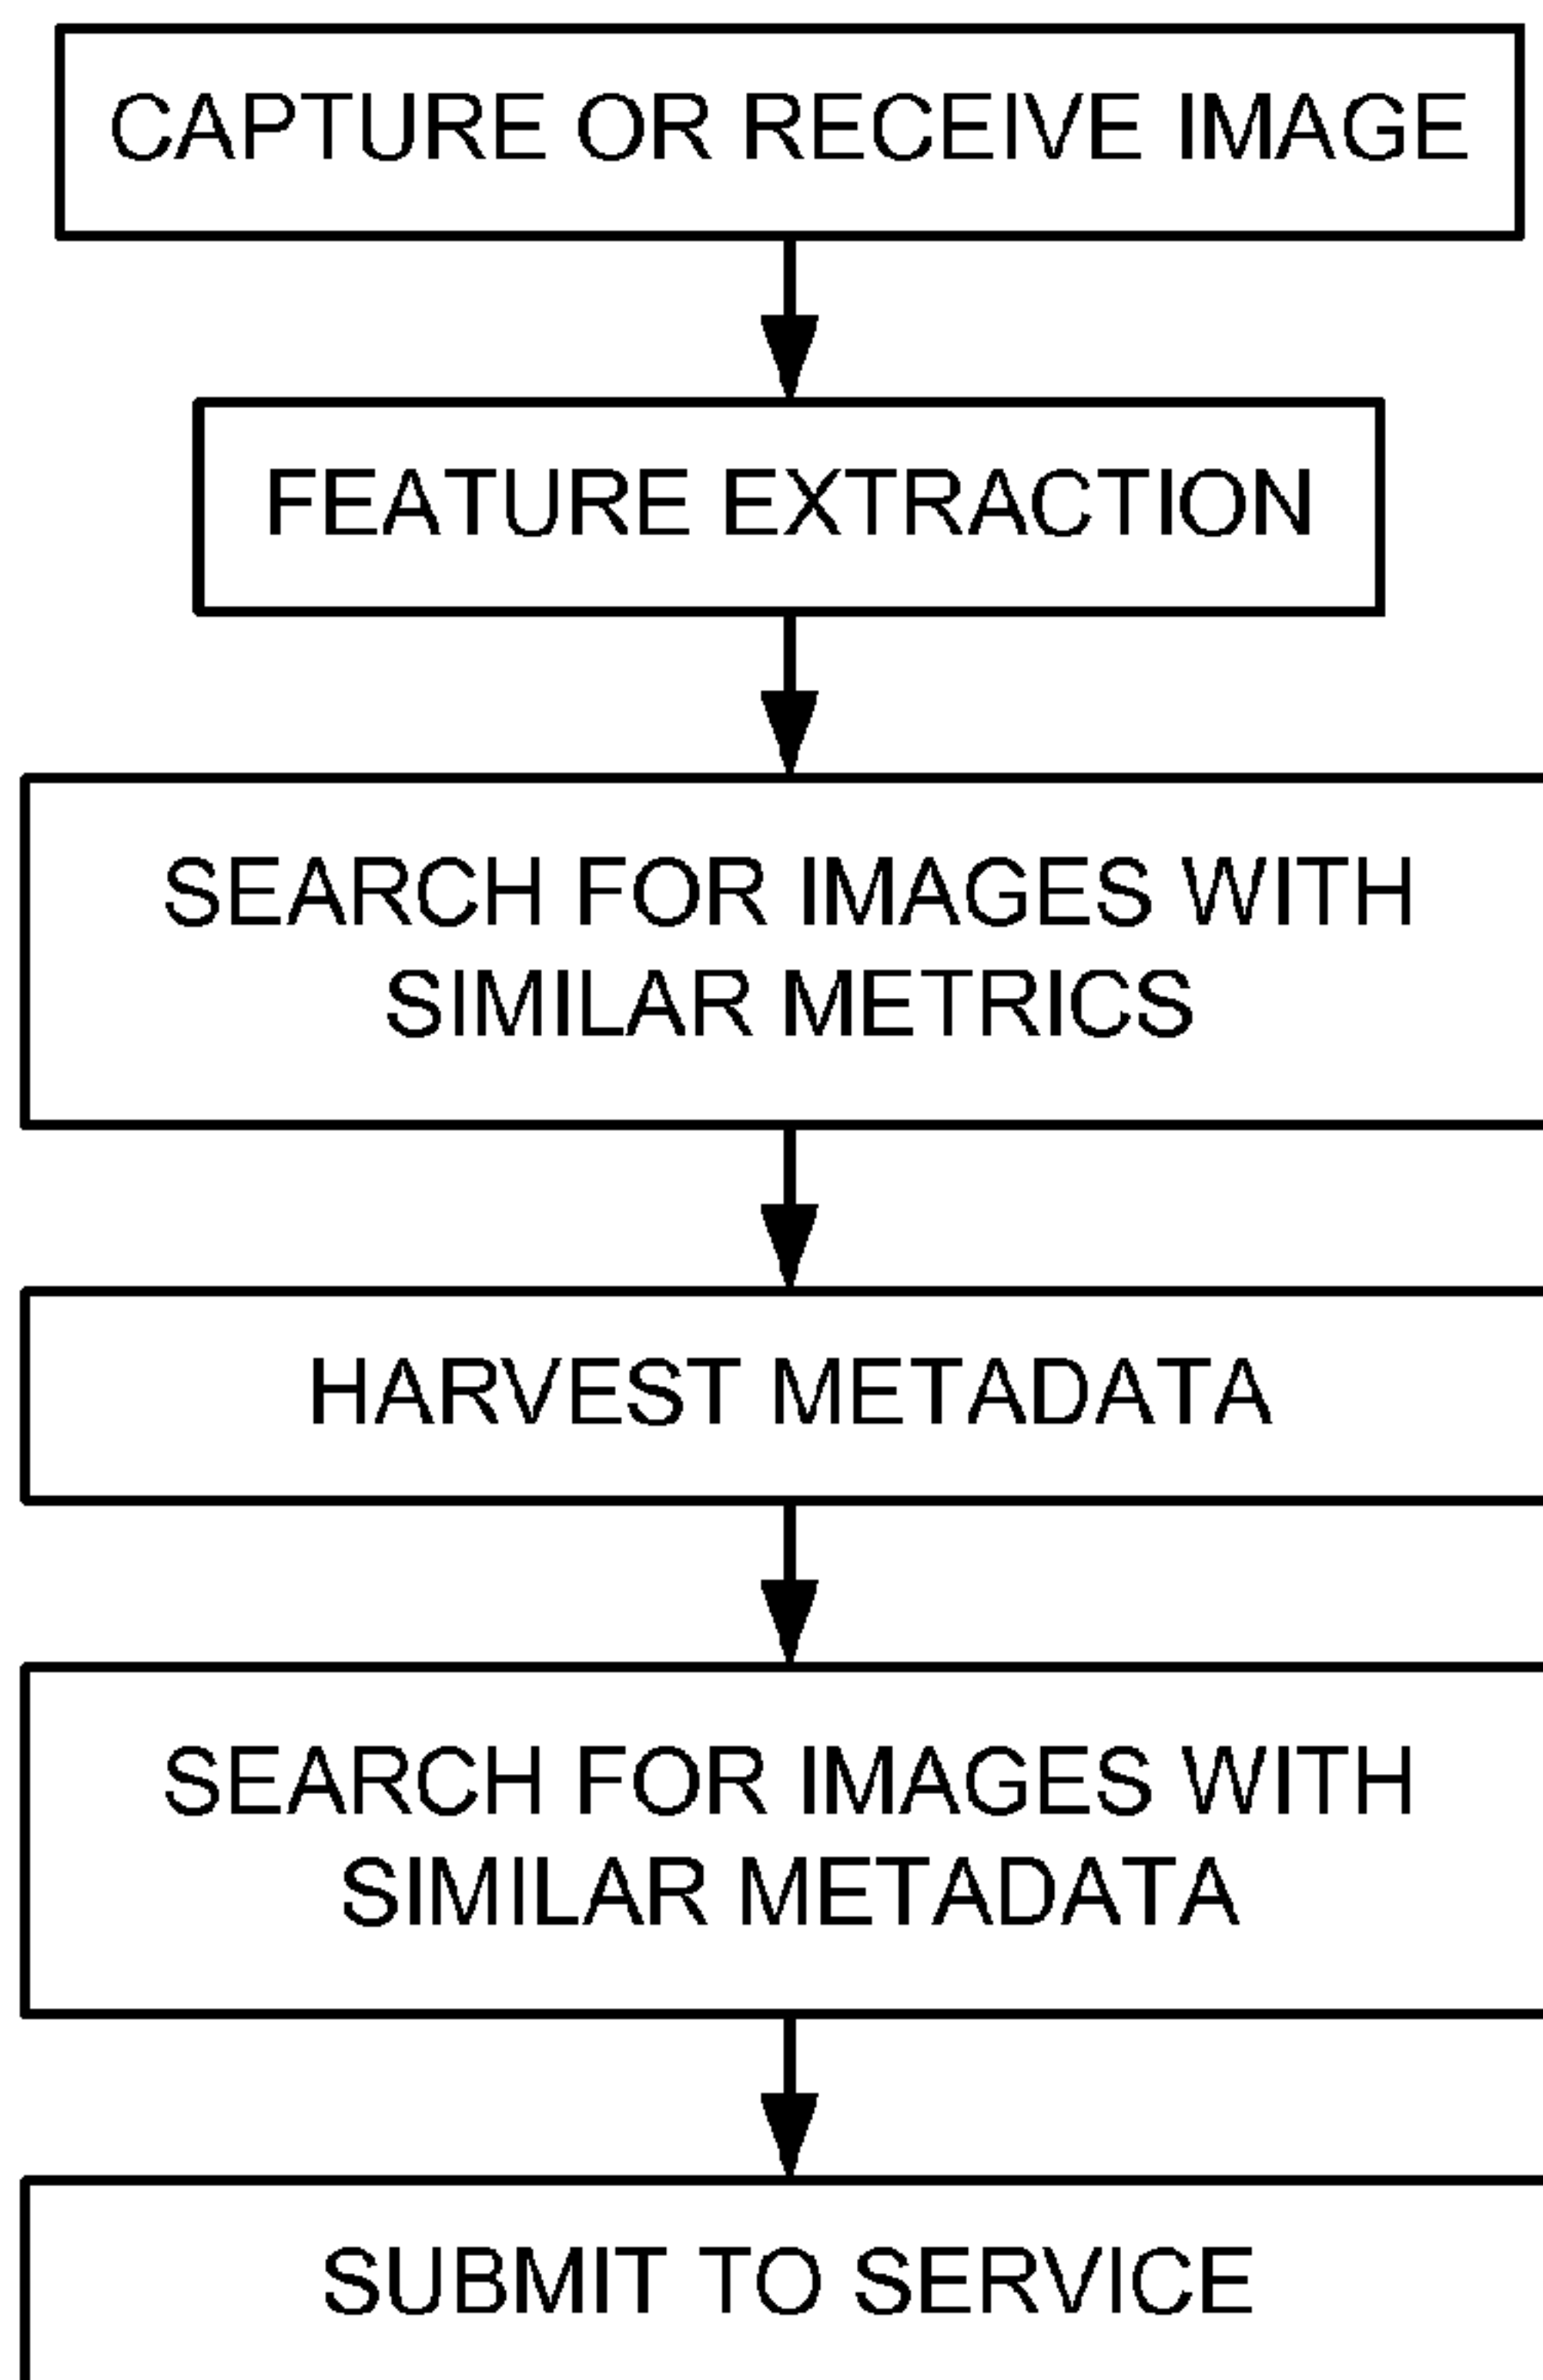 CAPTURE OR RECEIVE IMAGE
FEATURE EXTRACTION
SEARCH FOR IMAGES WITH
SIMILAR METRICS
HARVEST METADATA
SEARCH FOR IMAGES WITH
SIMILAR METADATA
SUBMIT TO SERVICE